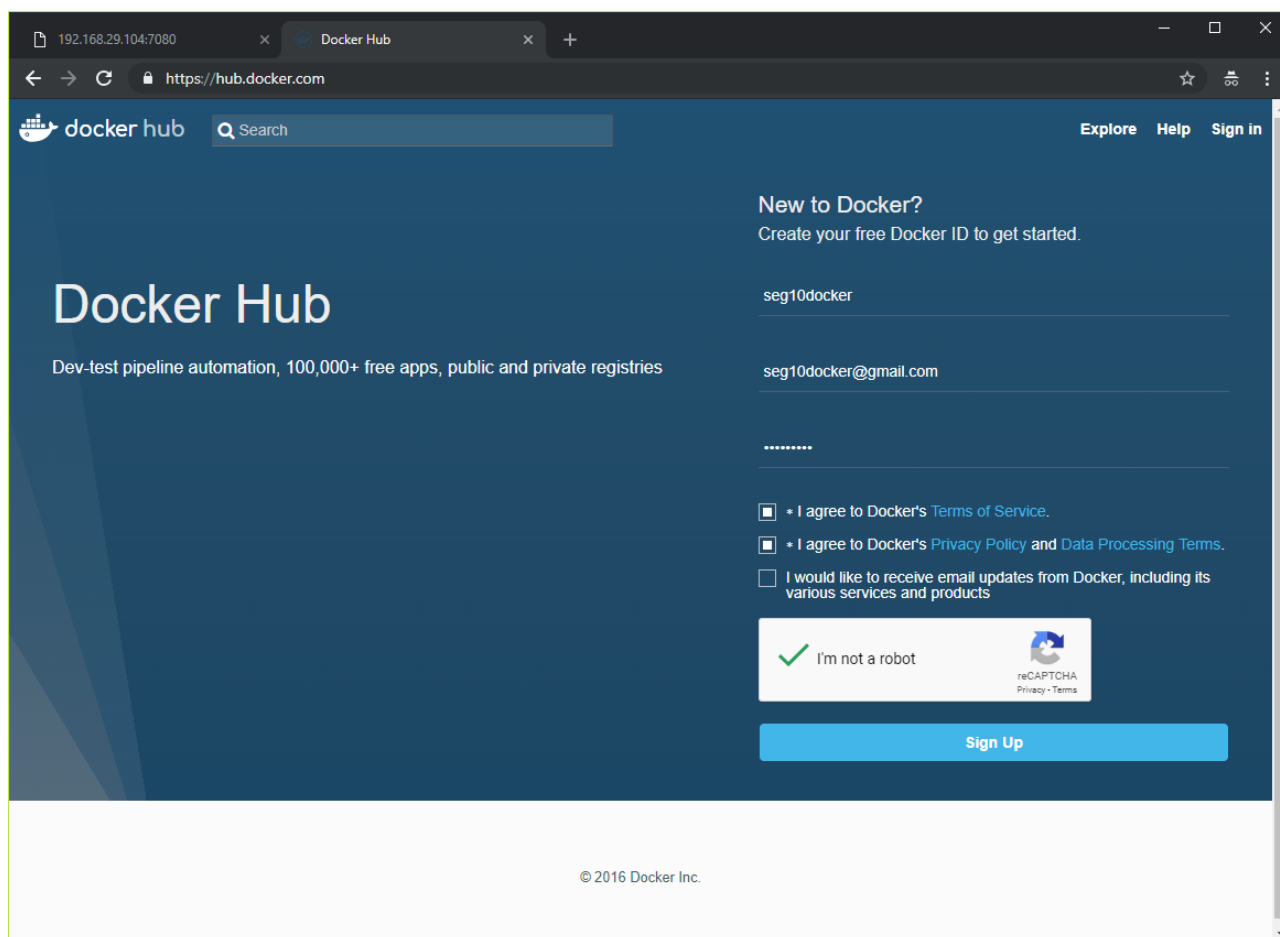 192.168.29.104:7080
Docker Hub
https://hub.docker.com
docker hub
Search
Explore Help Sign in
New to Docker?
Create your free Docker ID to get started.
seg10docker
Docker Hub
Dev-test pipeline automation, 100,000+ free apps, public and private registries
seg10docker@gmail.com
•••••••••
* I agree to Docker's Terms of Service.
* I agree to Docker's Privacy Policy and Data Processing Terms.
I would like to receive email updates from Docker, including its
various services and products
I'm not a robot
reCAPTCHA
Privacy - Terms
Sign Up
© 2016 Docker Inc.